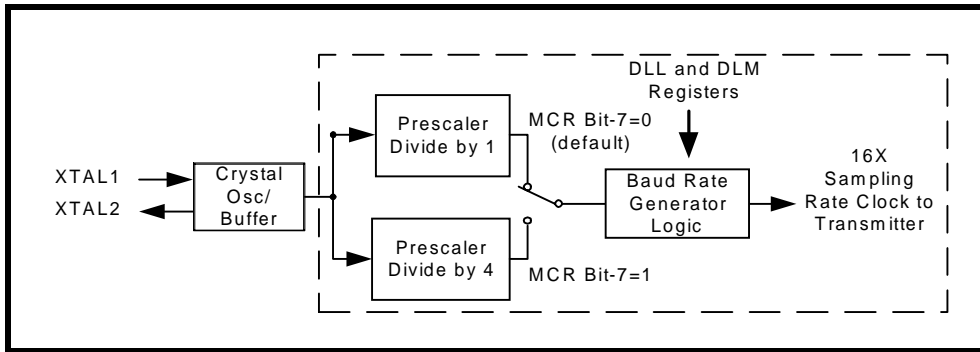 XTAL1
XTAL2
Crystal
Osc/
Buffer
Prescaler
Divide by 1
Prescaler
Divide by 4
MCR Bit-7=0
(default)
MCR Bit-7=1
DLL and DLM
Registers
Baud Rate
Generator
Logic
16X
Sampling
Rate Clock to
Transmitter